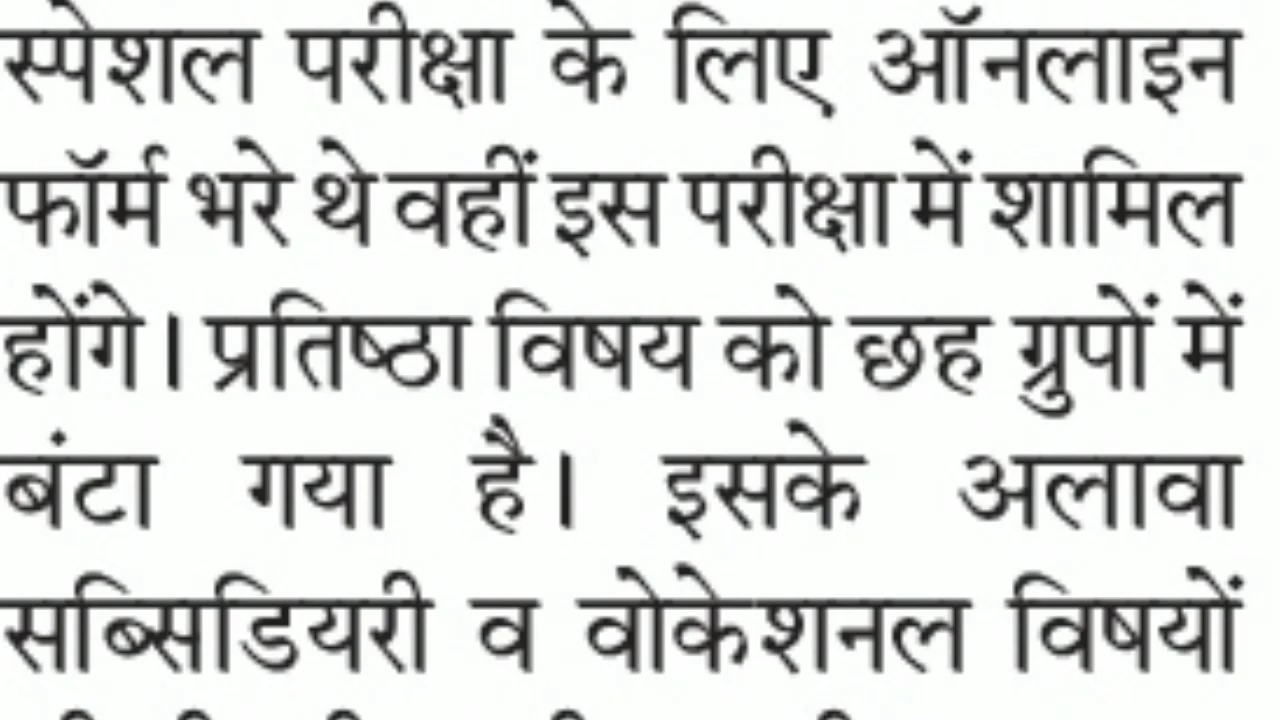 स्पेशल परीक्षा के लिए ऑनलाइन
फॉर्म भरे थे वहीं इस परीक्षा में शामिल
होंगे। प्रतिष्ठा विषय को छह ग्रुपों में
बंटा गया है। इसके अलावा
सब्सिडियरी व वोकेशनल विषयों